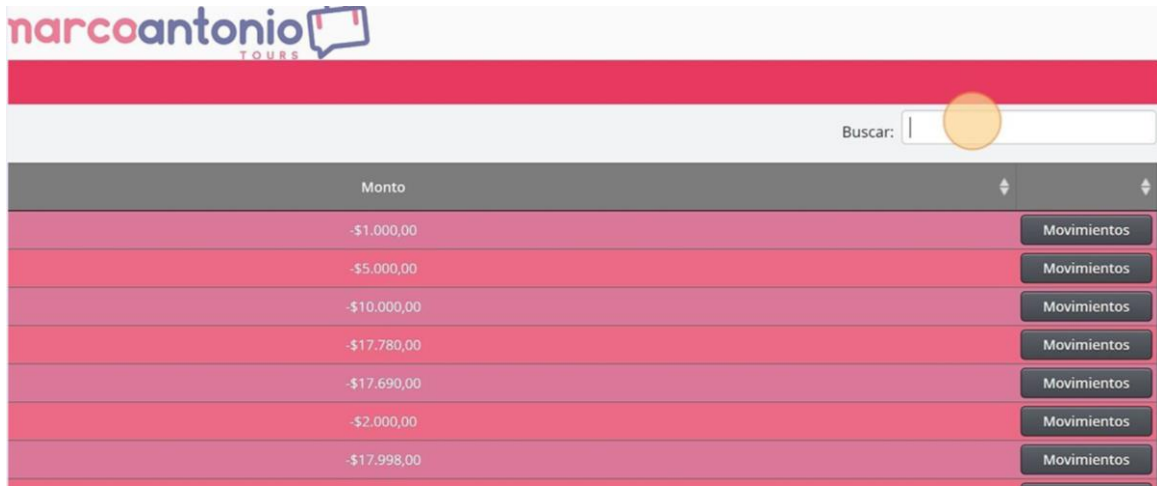 marcoantonio
TOURS
Buscar:
Monto
-$1.000,00 Movimientos
-$5.000,00 Movimientos
-$10.000,00 Movimientos
-$17.780,00 Movimientos
-$17.690,00 Movimientos
-$2.000,00 Movimientos
-$17.998,00 Movimientos